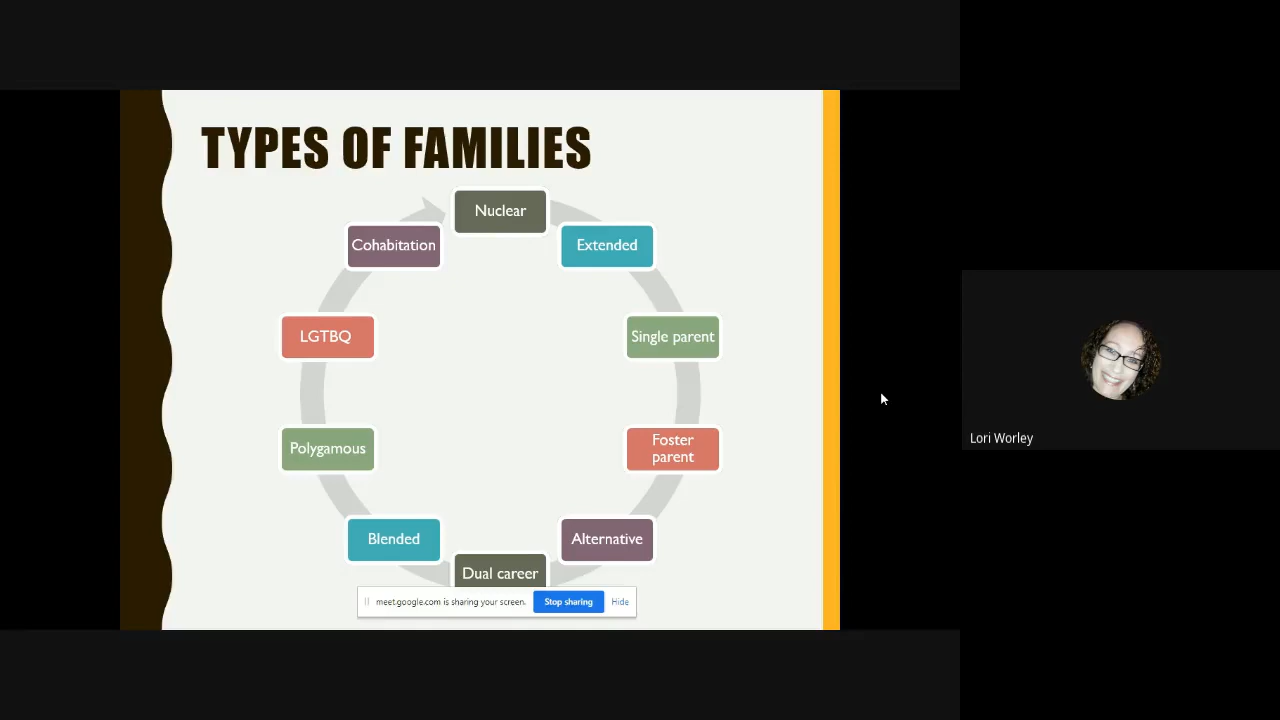 TYPES OF FAMILIES
Nuclear
Extended
Single parent
Foster
parent
Alternative
Dual career
Blended
Polygamous
LGTBQ
Cohabitation
meet.google.com is sharing your screen.
Stop sharing
Hide
Lori Worley